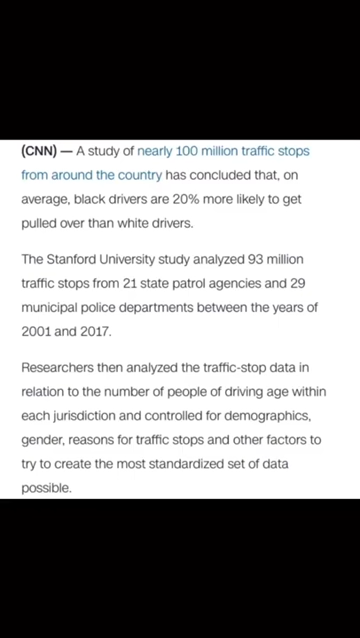 (CNN) — A study of nearly 100 million traffic stops
from around the country has concluded that, on
average, black drivers are 20% more likely to get
pulled over than white drivers.
The Stanford University study analyzed 93 million
traffic stops from 21 state patrol agencies and 29
municipal police departments between the years of
2001 and 2017.
Researchers then analyzed the traffic-stop data in
relation to the number of people of driving age within
each jurisdiction and controlled for demographics,
gender, reasons for traffic stops and other factors to
try to create the most standardized set of data
possible.